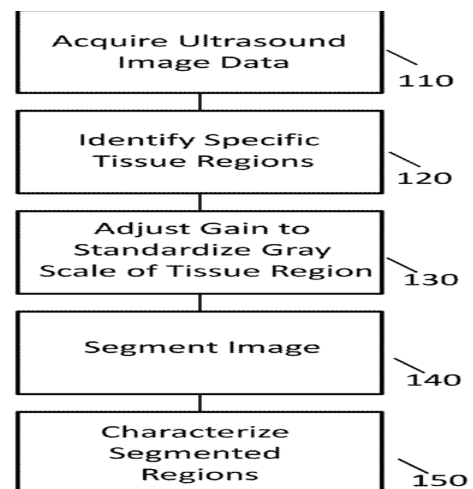 Acquire Ultrasound
Image Data
110
Identify Specific
Tissue Regions
120
Adjust Gain to
Standardize Gray
Scale of Tissue Region
130
Segment Image
140
Characterize
Segmented
Regions
150